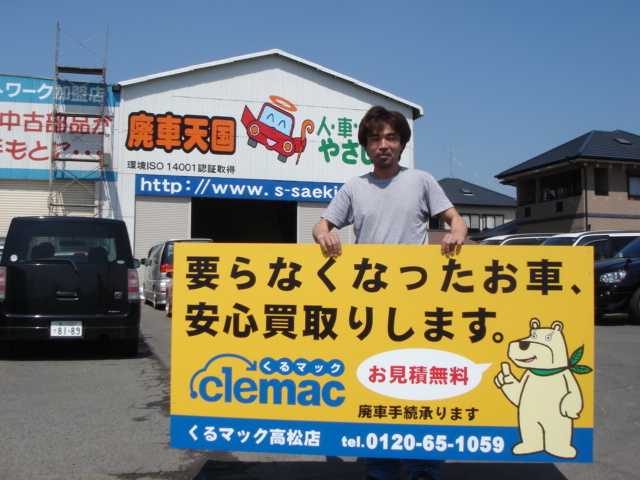 トワーク加盟店
中古部品が
もとて・・・
廃車天国
人・車・
やさし
環境ISO 14001認証取得
http://www. s-saeki
81-89
要らなくなったお車、
安心買取りします。
くるマック
clemac
お見積無料
廃車手続承ります
くるマック高松店
tel.0120-65-1059